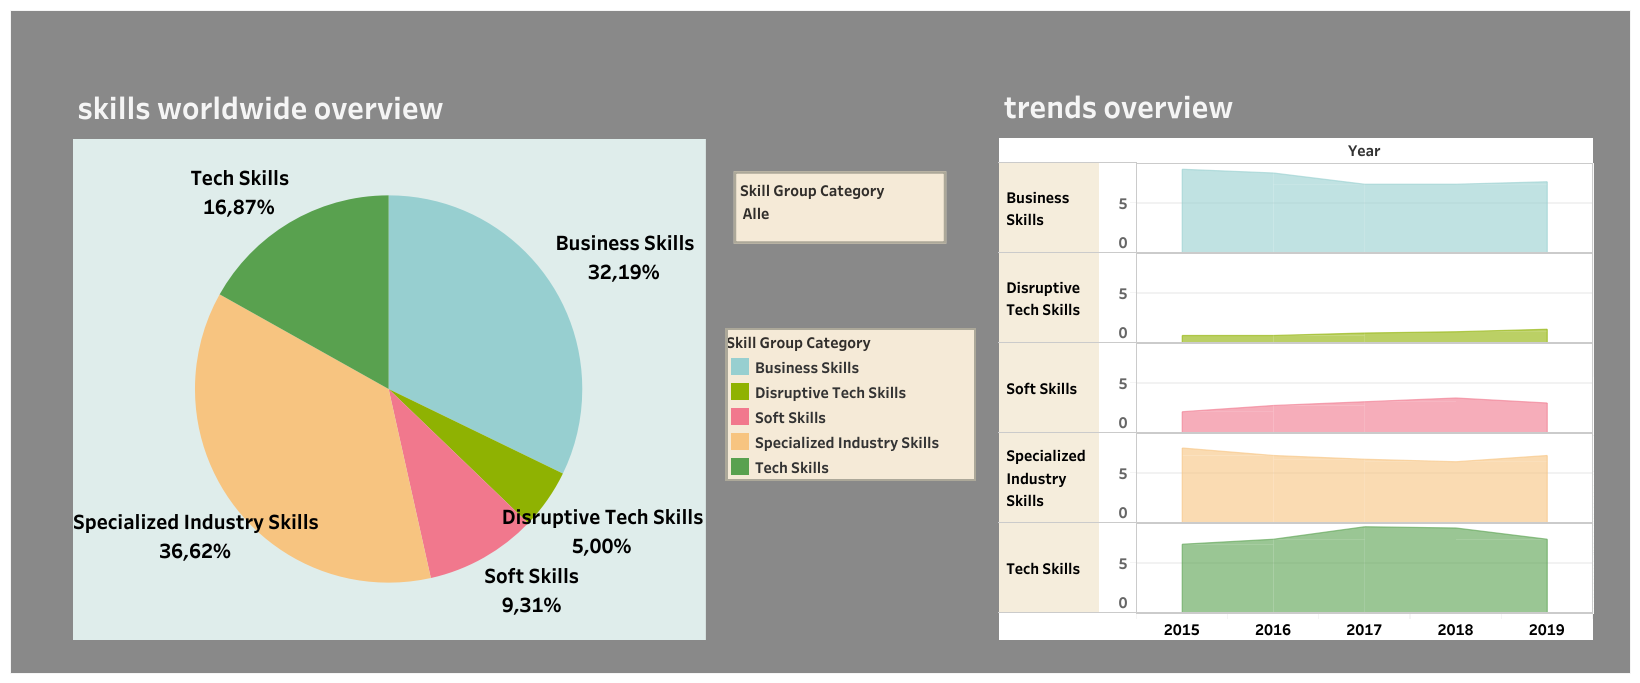 skills worldwide overview
Tech Skills
16,87%
Business Skills
32,19%
Specialized Industry Skills
36,62%
Disruptive Tech Skills
5,00%
Soft Skills
9,31%
Skill Group Category
Alle
Skill Group Category
Business Skills
Disruptive Tech Skills
Soft Skills
Specialized Industry Skills
Tech Skills
trends overview
Year
Business
Skills
5
0
Disruptive
Tech Skills
5
0
Soft Skills
5
0
Specialized
Industry
Skills
5
0
Tech Skills
5
0
2015 2016 2017 2018 2019